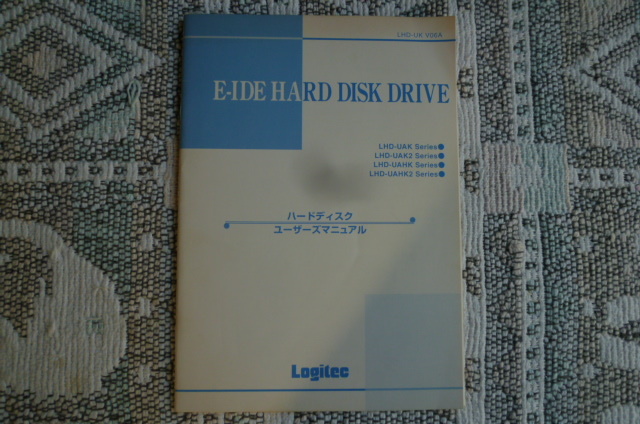 LHD-UK V05A
E-IDE HARD DISK DRIVE
LHD-UAK Series●
LHD-UAK2 Series●
LHD-UAHK Series●
LHD-UAHK2 Series●
ハードディスク
ユーザーズマニュアル
Logitec